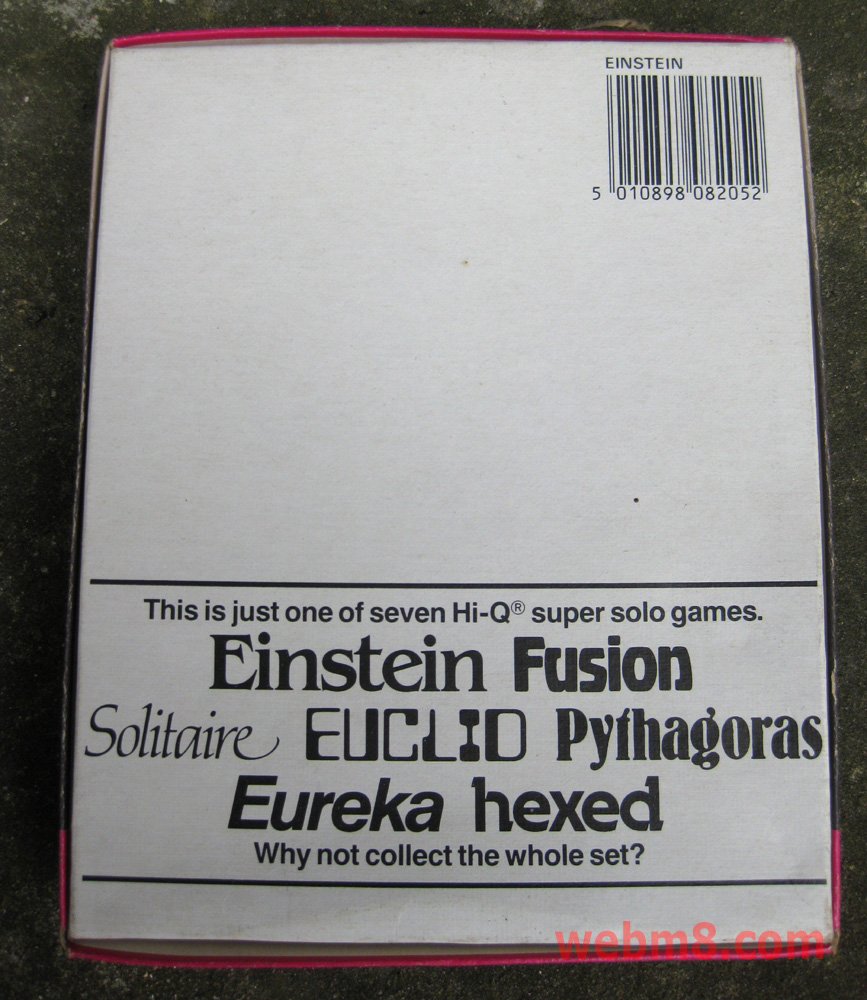 EINSTEIN
5 010898 082052
This is just one of seven Hi-Q® super solo games.
Einstein Fusion
Solitaire EUCLID Pythagoras
Eureka hexed
Why not collect the whole set?
webm8.com